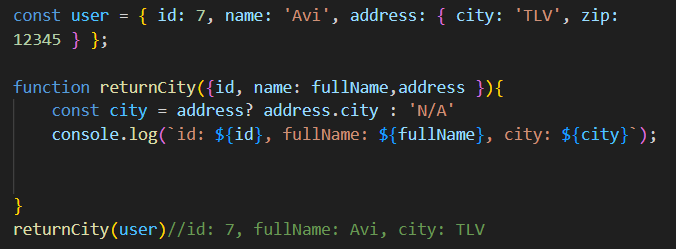 const user = { id: 7, name: 'Avi', address: { city: 'TLV', zip:
12345 } };
function returnCity({id, name: fullName,address }){
const city = address? address.city : 'N/A'
console.log(`id: ${id}, fullName: ${fullName}, city: ${city}`);
}
returnCity(user)//id: 7, fullName: Avi, city: TLV